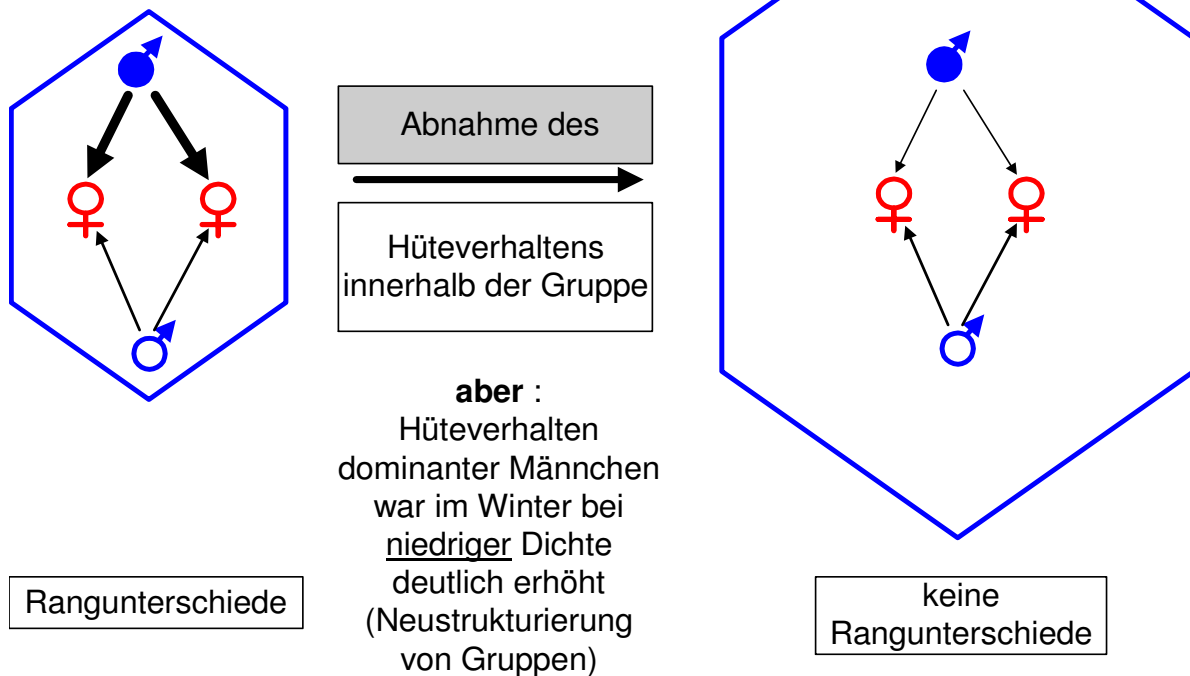 Abnahme des
Hüteverhaltens
innerhalb der Gruppe
aber :
Hüteverhalten
dominanter Männchen
war im Winter bei
niedriger Dichte
deutlich erhöht
(Neustrukturierung
von Gruppen)
Rangunterschiede
keine
Rangunterschiede